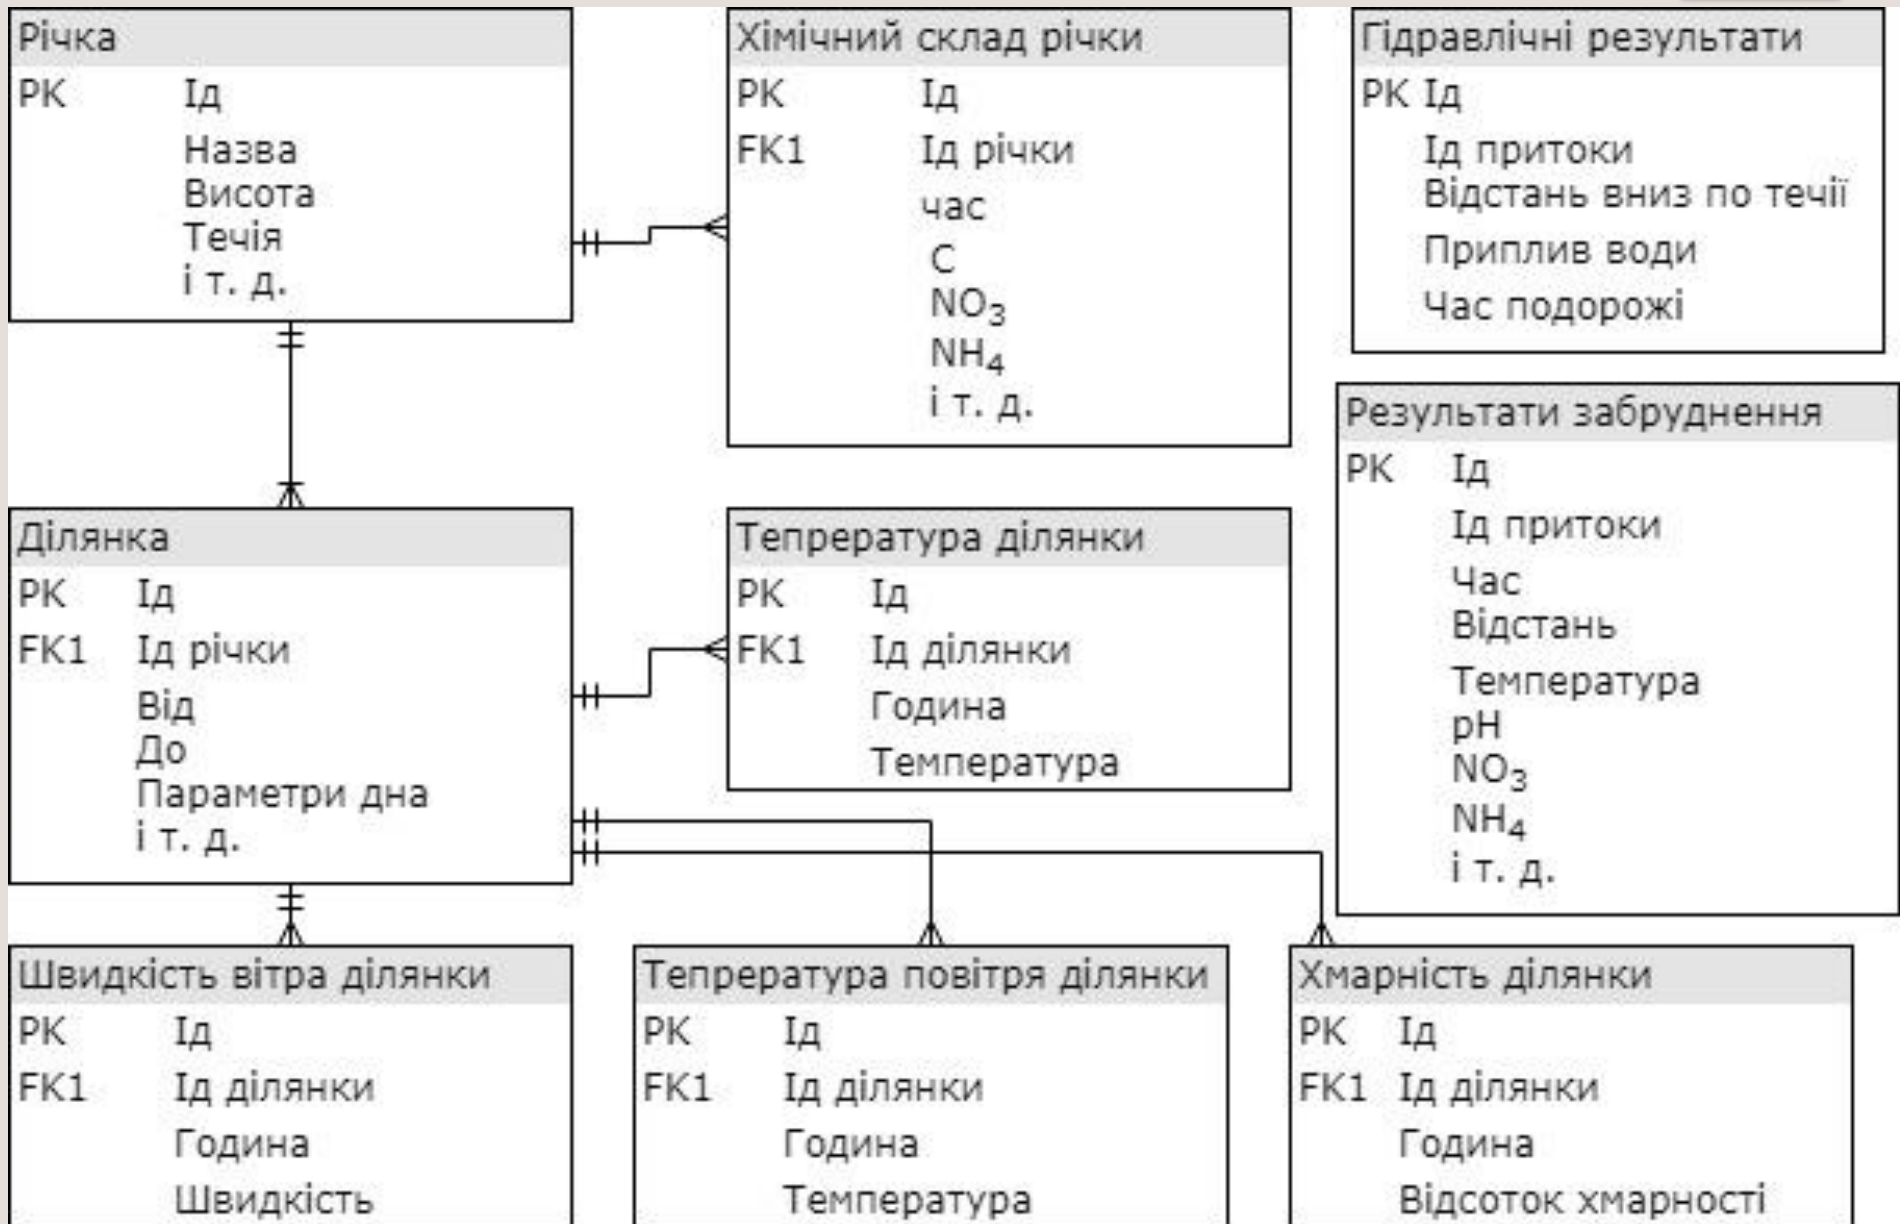 Річка
PK Ід
Назва
Висота
Течія
і т. д.
Хімічний склад річки
PK Ід
FK1 Ід річки
час
C
NO3
NH4
і т. д.
Гідравлічні результати
PK Ід
Ід притоки
Відстань вниз по течії
Приплив води
Час подорожі
Результати забруднення
PK Ід
Ід притоки
Час
Відстань
Температура
pH
NO3
NH4
і т. д.
Ділянка
PK Ід
FK1 Ід річки
Від
До
Параметри дна
і т. д.
Тепрература ділянки
PK Ід
FK1 Ід ділянки
Година
Температура
Швидкість вітра ділянки
PK Ід
FK1 Ід ділянки
Година
Швидкість
Тепрература повітря ділянки
PK Ід
FK1 Ід ділянки
Година
Температура
Хмарність ділянки
PK Ід
FK1 Ід ділянки
Година
Відсоток хмарності